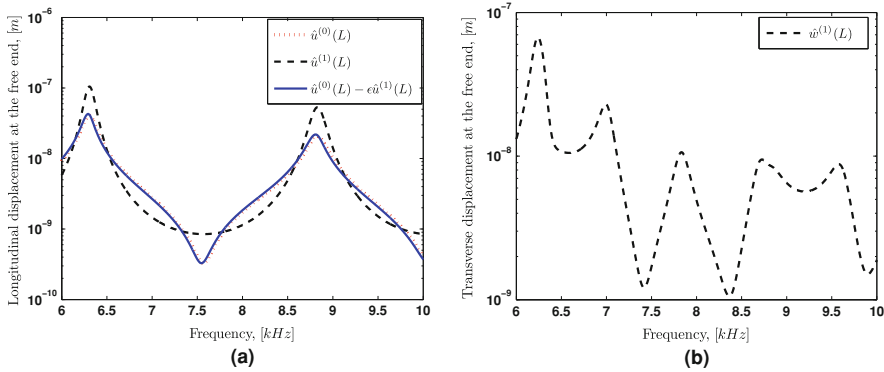 Longitudinal displacement at the free end, [m]
10⁻⁶
10⁻⁷
10⁻⁸
10⁻⁹
10⁻¹⁰
û⁽⁰⁾(L)
û⁽¹⁾(L)
û⁽⁰⁾(L) − ϵû⁽¹⁾(L)
6 6.5 7 7.5 8 8.5 9 9.5 10
Frequency, [kHz]
(a)
Transverse displacement at the free end, [m]
10⁻⁶
10⁻⁷
10⁻⁸
10⁻⁹
ŵ⁽¹⁾(L)
6 6.5 7 7.5 8 8.5 9 9.5 10
Frequency, [kHz]
(b)